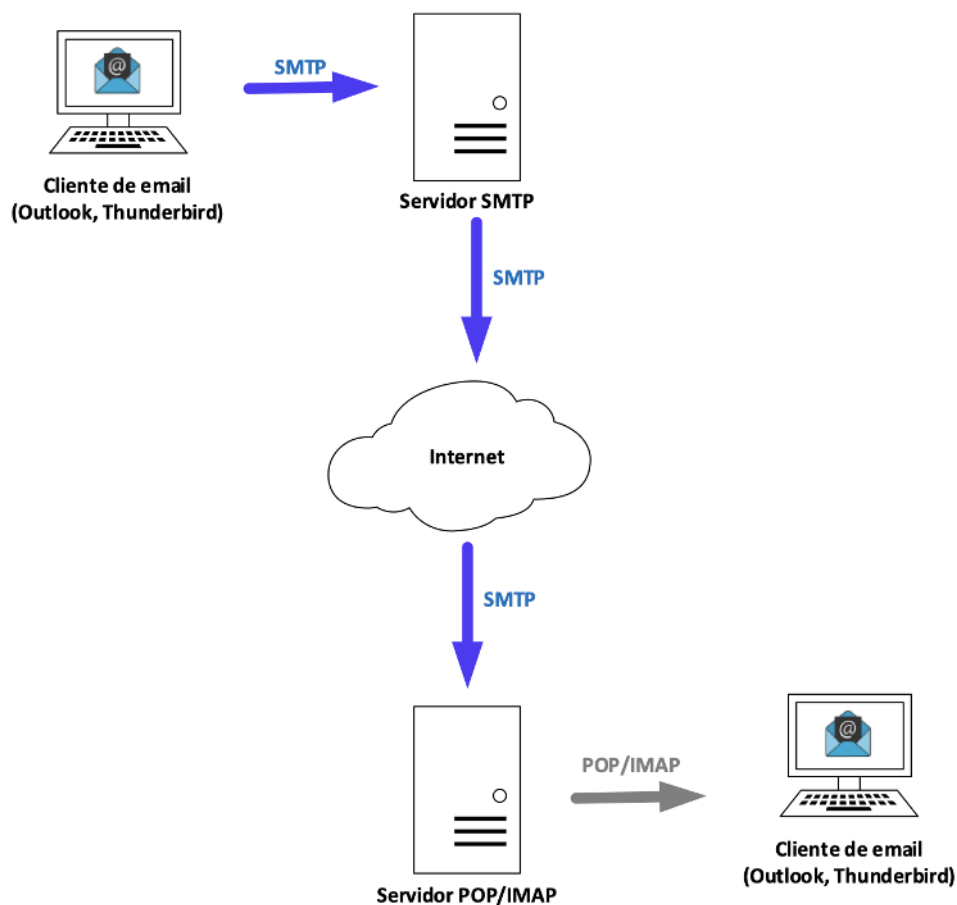 @
SMTP
Cliente de email
(Outlook, Thunderbird)
Servidor SMTP
SMTP
Internet
SMTP
@
POP/IMAP
Cliente de email
(Outlook, Thunderbird)
Servidor POP/IMAP